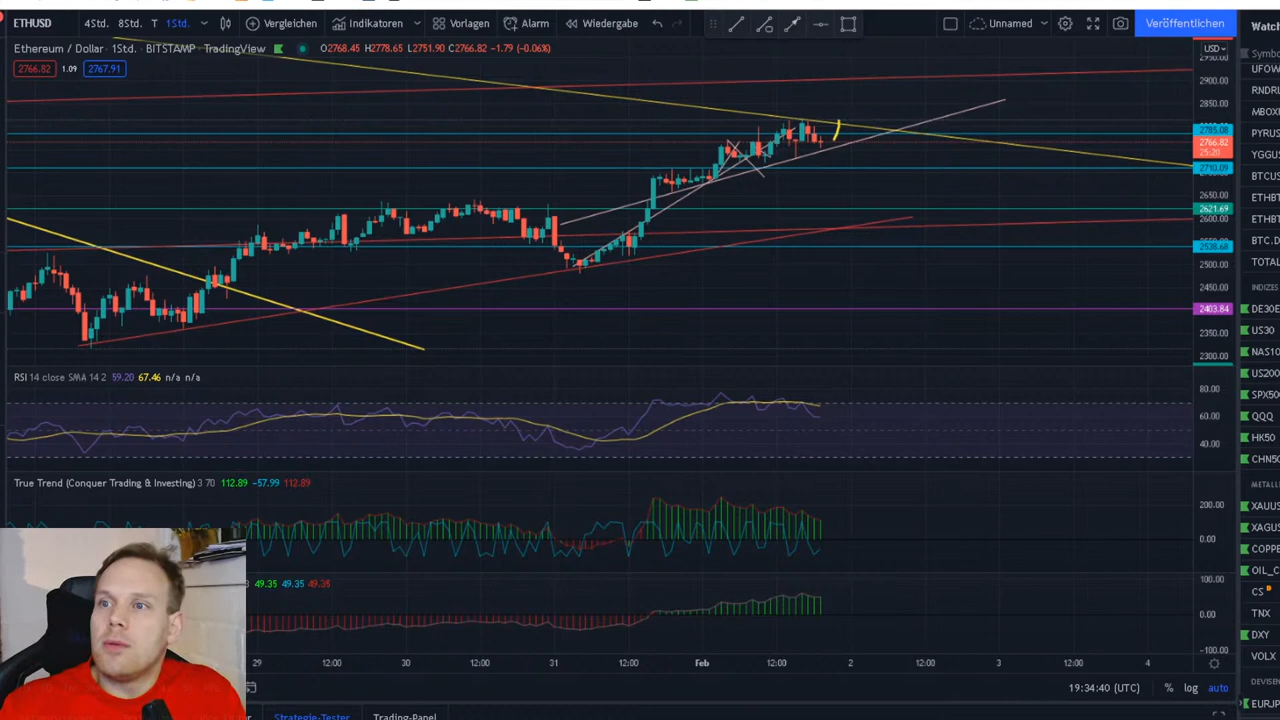 ETHUSD 4Std. 8Std. T 1Std. Vergleichen Indikatoren Vorlagen Alarm Wiedergabe Unnamed Veröffentlichen Watch
Ethereum / Dollar · 1Std. · BITSTAMP TradingView O2768.45 H2778.65 L2751.90 C2766.82 −1.79 (−0.06%) USD
2766.82 1.09 2767.91
2950.00
2900.00
2850.00
2785.08
2766.82
25:20
2710.09
2650.00
2621.69
2600.00
2538.68
2500.00
2450.00
2403.84
2350.00
2300.00
RSI 14 close SMA 14 2 59.20 67.46 n/a n/a
80.00
60.00
40.00
True Trend (Conquer Trading & Investing) 3 70 112.89 −57.99 112.89
200.00
0.00
49.35 49.35 49.35
100.00
0.00
−100.00
29 12:00 30 12:00 31 12:00 Feb 12:00 2 12:00 3 12:00 4
19:34:40 (UTC) % log auto
Strategie-Tester Trading-Panel
Symbo
UFOW
RNDRL
MBOX
PYR
YGGUS
BTCUS
ETHBT
ETHBT
BTC.D
TOTAL
INDIZES
DE30E
US30
NAS10
US200
SPX50
QQQ
HK50
CHN50
METALL
XAUUS
XAGUS
COPPE
OIL_C
CS D
TNX
DXY
VOLX
DEVISEN
EURJP